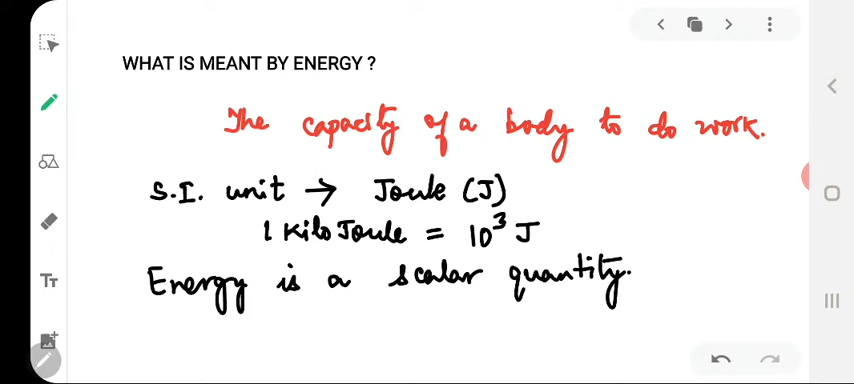 WHAT IS MEANT BY ENERGY ?
The capacity of a body to do work.
S.I. unit → Joule (J)
1 Kilo Joule = 10³ J
Energy is a scalar quantity.